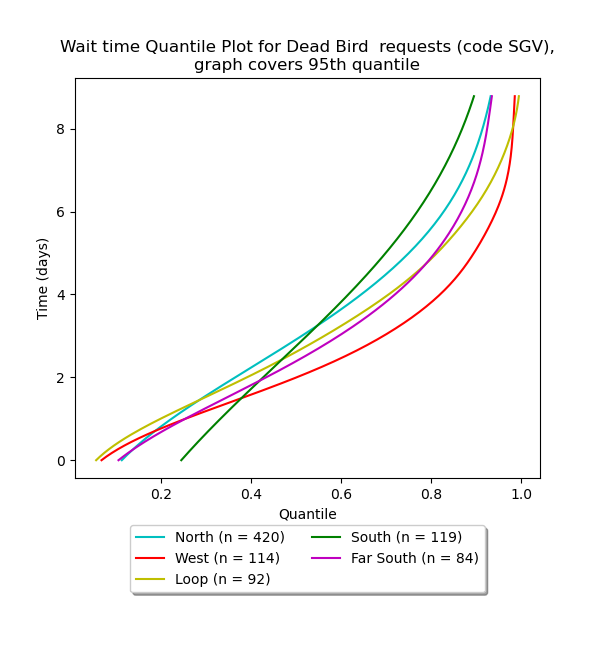 Wait time Quantile Plot for Dead Bird  requests (code SGV),
graph covers 95th quantile
Time (days)
8
6
4
2
0
0.2 0.4 0.6 0.8 1.0
Quantile
North (n = 420) South (n = 119)
West (n = 114) Far South (n = 84)
Loop (n = 92)